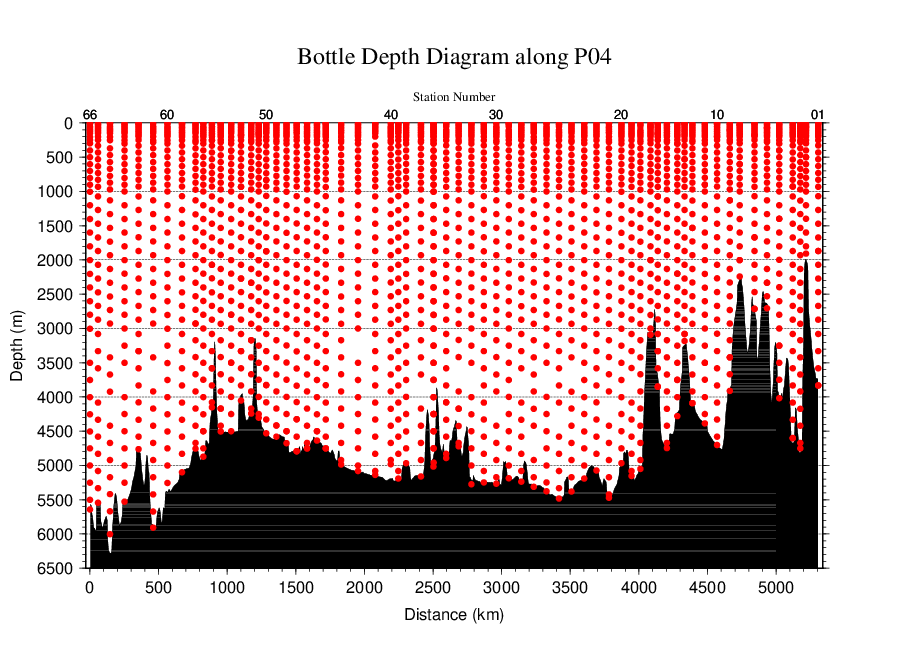 Bottle Depth Diagram along P04
Station Number
66 60 50 40 30 20 10 01
0
500
1000
1500
2000
2500
3000
3500
4000
4500
5000
5500
6000
6500
Depth (m)
0 500 1000 1500 2000 2500 3000 3500 4000 4500 5000
Distance (km)